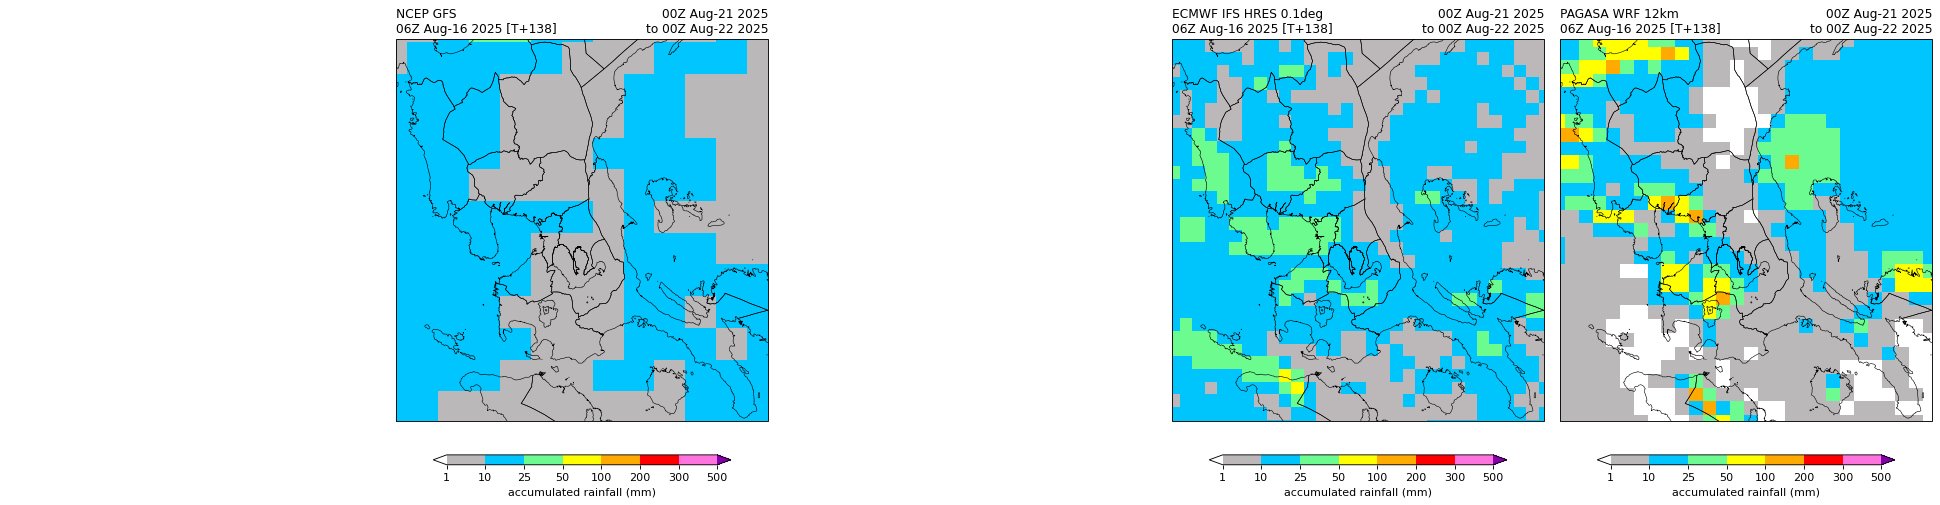 NCEP GFS 00Z Aug-21 2025
06Z Aug-16 2025 [T+138] to 00Z Aug-22 2025
1 10 25 50 100 200 300 500
accumulated rainfall (mm)
ECMWF IFS HRES 0.1deg 00Z Aug-21 2025
06Z Aug-16 2025 [T+138] to 00Z Aug-22 2025
1 10 25 50 100 200 300 500
accumulated rainfall (mm)
PAGASA WRF 12km 00Z Aug-21 2025
06Z Aug-16 2025 [T+138] to 00Z Aug-22 2025
1 10 25 50 100 200 300 500
accumulated rainfall (mm)